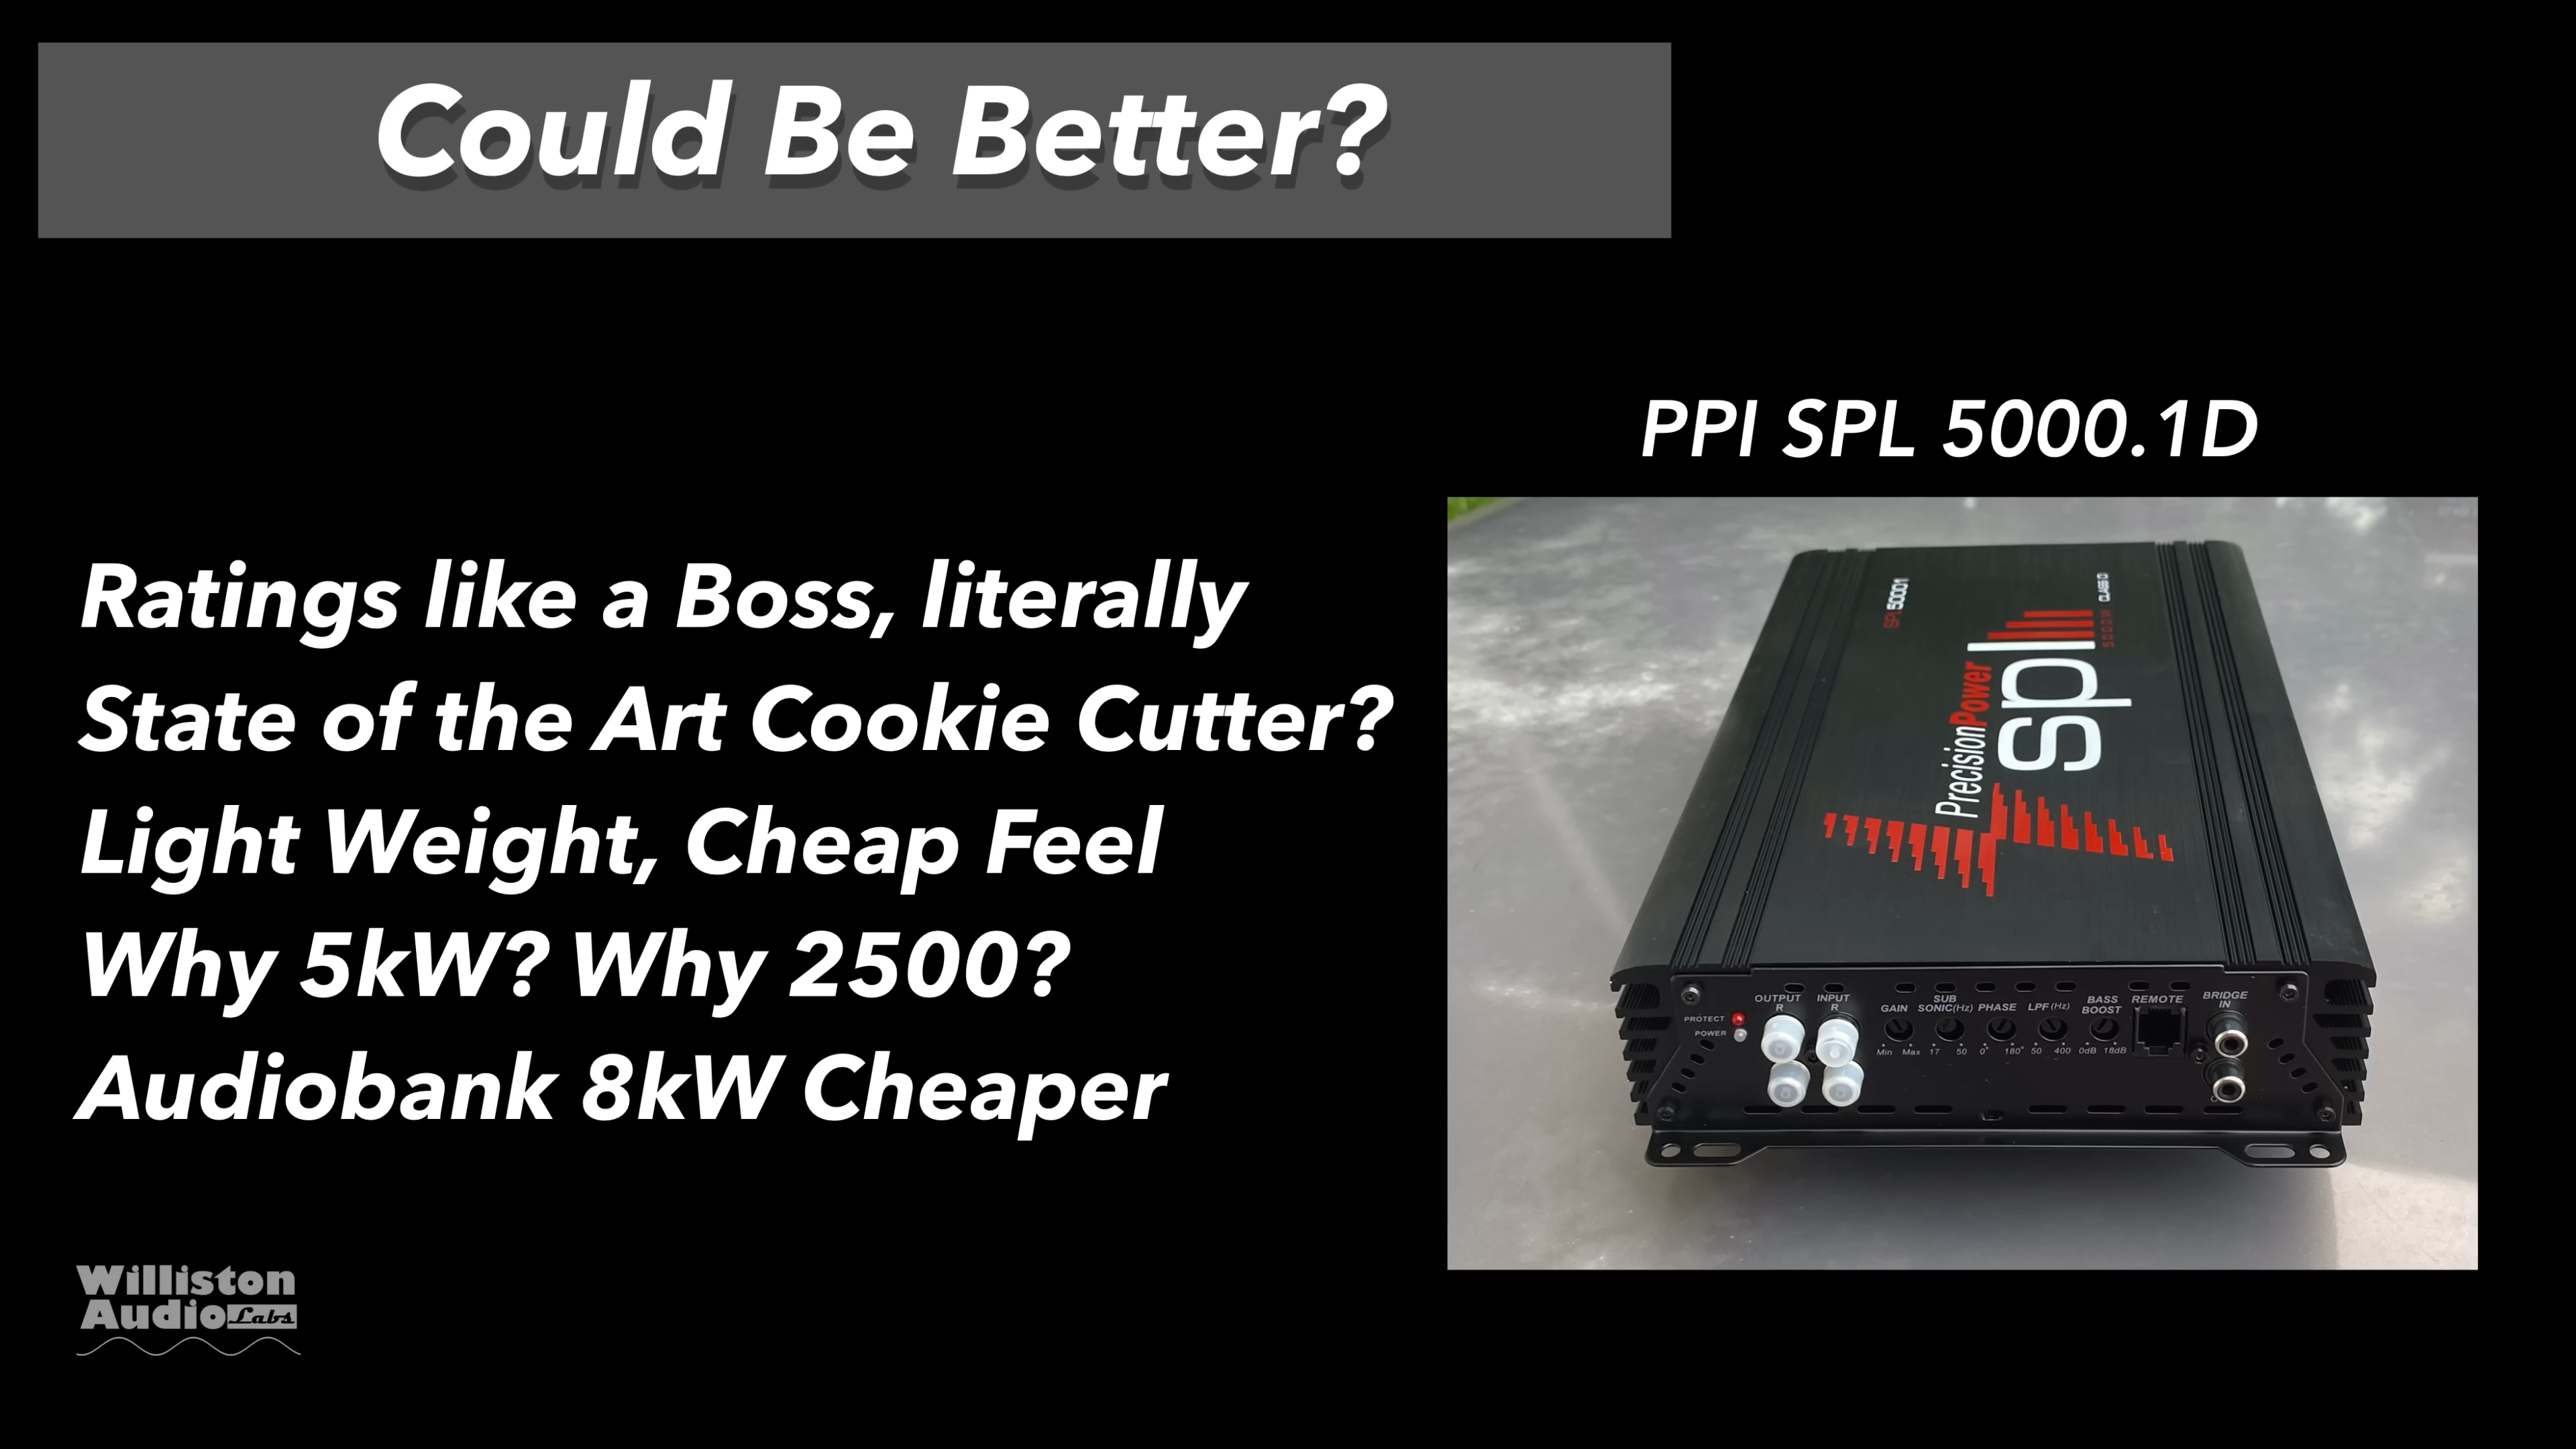 Could Be Better?
PPI SPL 5000.1D
Ratings like a Boss, literally
State of the Art Cookie Cutter?
Light Weight, Cheap Feel
Why 5kW? Why 2500?
Audiobank 8kW Cheaper
SPL5000.1
5000W CLASS D
PrecisionPower
spl
OUTPUT INPUT
R R
PROTECT
POWER
GAIN SUB SONIC(Hz) PHASE LPF(Hz) BASS BOOST REMOTE BRIDGE IN
Min Max 17 50 0° 180° 50 400 0dB 18dB
Williston
Audio Labs